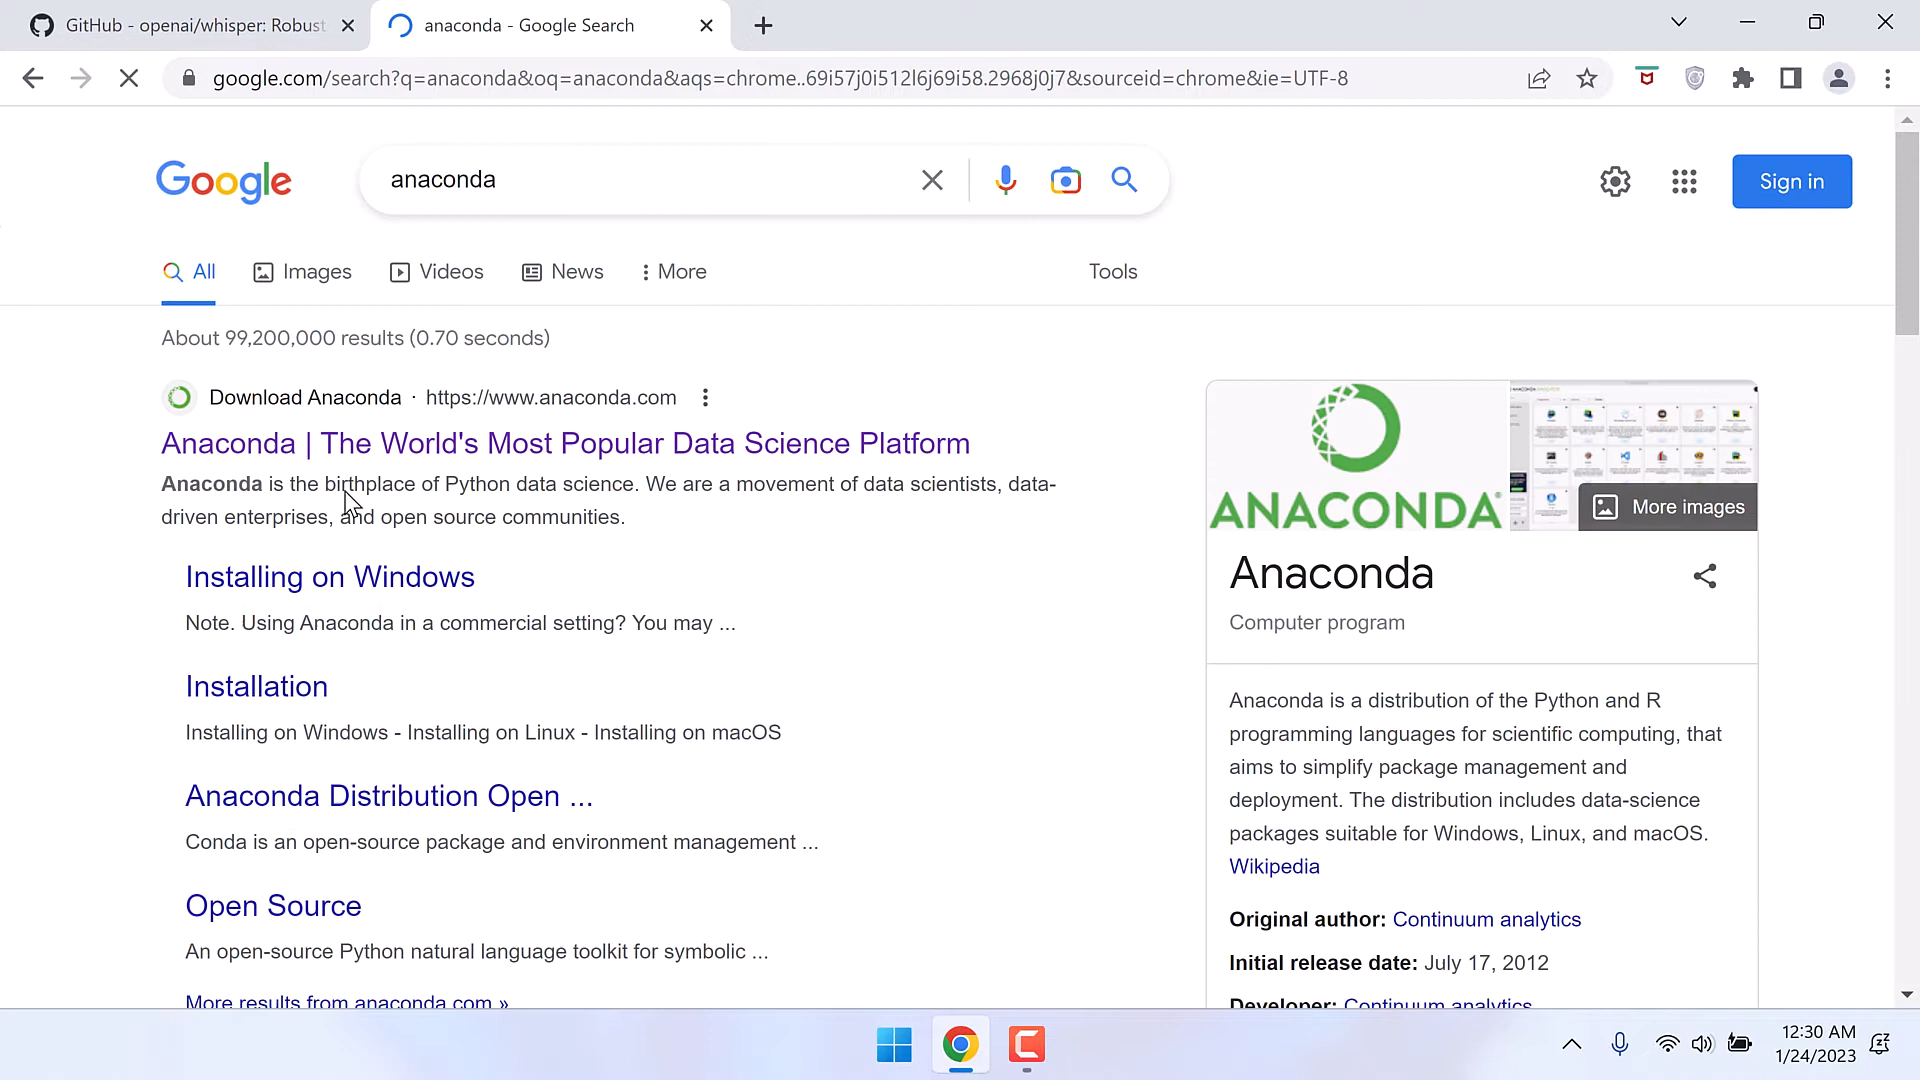 GitHub - openai/whisper: Robust
anaconda - Google Search
google.com/search?q=anaconda&oq=anaconda&aqs=chrome..69i57j0i512l6j69i58.2968j0j7&sourceid=chrome&ie=UTF-8
Google
anaconda
Sign in
All
Images
Videos
News
More
Tools
About 99,200,000 results (0.70 seconds)
Download Anaconda · https://www.anaconda.com
Anaconda | The World's Most Popular Data Science Platform
Anaconda is the birthplace of Python data science. We are a movement of data scientists, data-
driven enterprises, and open source communities.
Installing on Windows
Note. Using Anaconda in a commercial setting? You may ...
Installation
Installing on Windows - Installing on Linux - Installing on macOS
Anaconda Distribution Open ...
Conda is an open-source package and environment management ...
Open Source
An open-source Python natural language toolkit for symbolic ...
More results from anaconda.com »
ANACONDA
More images
Anaconda
Computer program
Anaconda is a distribution of the Python and R
programming languages for scientific computing, that
aims to simplify package management and
deployment. The distribution includes data-science
packages suitable for Windows, Linux, and macOS.
Wikipedia
Original author: Continuum analytics
Initial release date: July 17, 2012
Developer: Continuum analytics
12:30 AM
1/24/2023